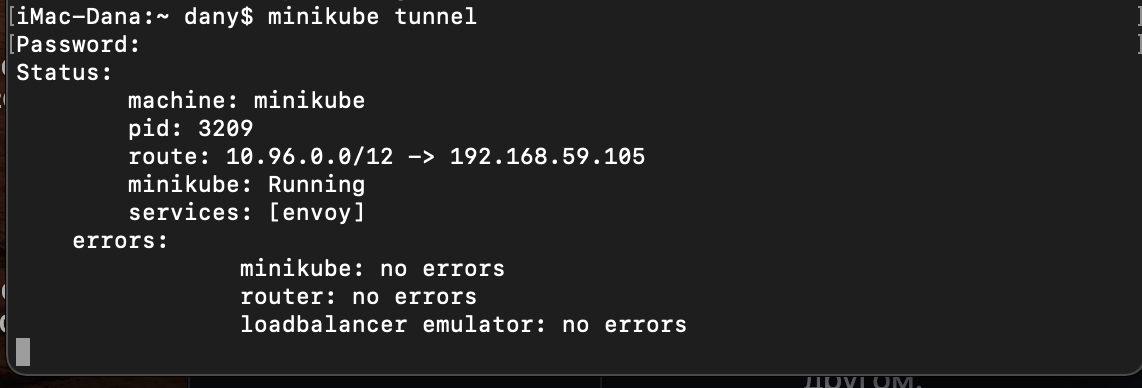 [iMac-Dana:~ dany$ minikube tunnel ]
[Password: ]
Status:
machine: minikube
pid: 3209
route: 10.96.0.0/12 -> 192.168.59.105
minikube: Running
services: [envoy]
errors:
minikube: no errors
router: no errors
loadbalancer emulator: no errors
другом.